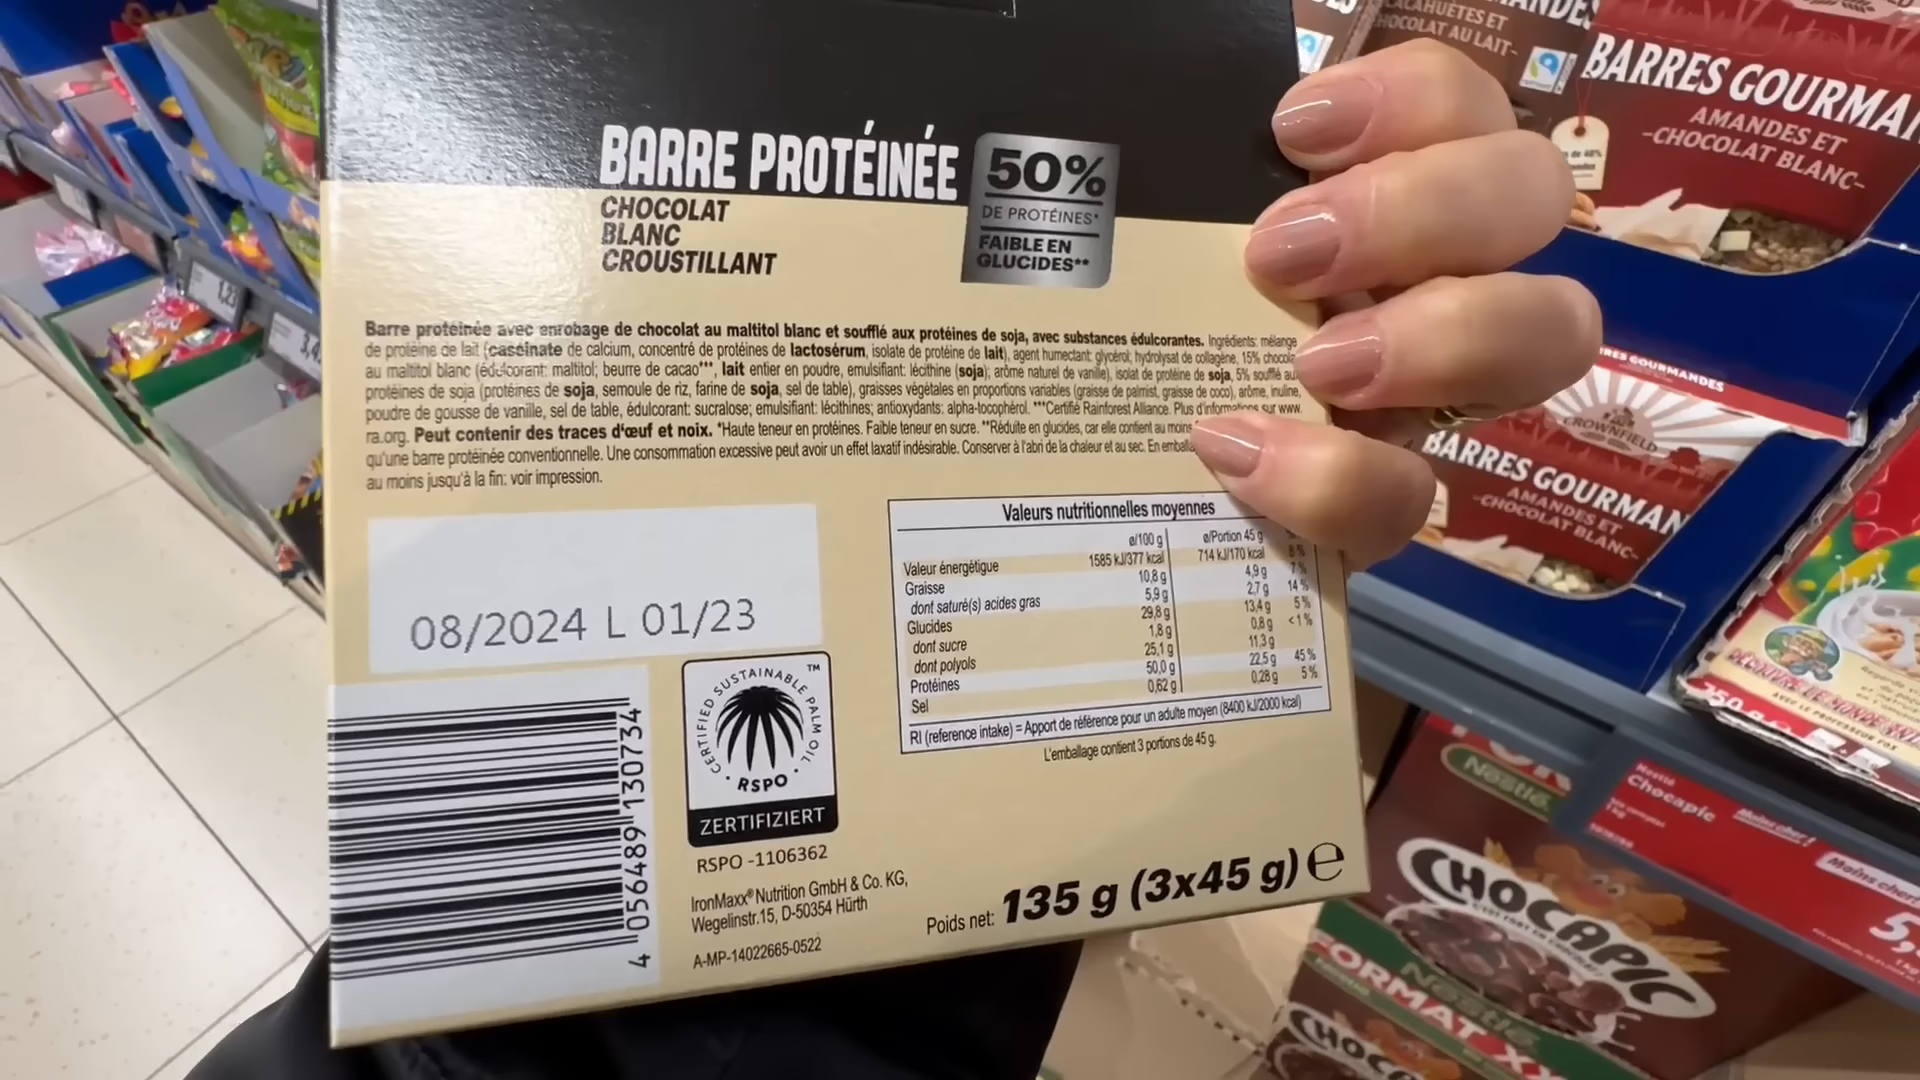 BARRE PROTÉINÉE
CHOCOLAT
BLANC
CROUSTILLANT
50%
DE PROTÉINES*
FAIBLE EN
GLUCIDES**
Barre protéinée avec enrobage de chocolat au maltitol blanc et soufflé aux protéines de soja, avec substances édulcorantes. Ingrédients: mélange
de protéine de lait (caséinate de calcium, concentré de protéines de lactosérum, isolate de protéine de lait), agent humectant: glycérol; hydrolysat de collagène, 15% chocola
au maltitol blanc (édulcorant: maltitol; beurre de cacao***, lait entier en poudre, emulsifiant: lécithine (soja); arôme naturel de vanille), isolat de protéine de soja, 5% soufflé au
protéines de soja (protéines de soja, semoule de riz, farine de soja, sel de table), graisses végétales en proportions variables (graisse de palmist, graisse de coco), arôme, inuline,
poudre de gousse de vanille, sel de table, édulcorant: sucralose; emulsifiant: lécithines; antioxydants: alpha-tocophérol. ***Certifié Rainforest Alliance. Plus d'informations sur www.
ra.org. Peut contenir des traces d'œuf et noix. *Haute teneur en protéines. Faible teneur en sucre. **Réduite en glucides, car elle contient au moins
qu'une barre protéinée conventionnelle. Une consommation excessive peut avoir un effet laxatif indésirable. Conserver à l'abri de la chaleur et au sec. En emballa
au moins jusqu'à la fin: voir impression.
08/2024 L 01/23
Valeurs nutritionnelles moyennes
ø/100 g ø/Portion 45 g
Valeur énergétique 1585 kJ/377 kcal 714 kJ/170 kcal 8%
Graisse 10,8 g 4,9 g 7%
dont saturé(s) acides gras 5,9 g 2,7 g 14%
Glucides 29,8 g 13,4 g 5%
dont sucre 1,8 g 0,8 g <1%
dont polyols 25,1 g 11,3 g
Protéines 50,0 g 22,5 g 45%
Sel 0,62 g 0,28 g 5%
RI (reference intake) = Apport de référence pour un adulte moyen (8400 kJ/2000 kcal)
L'emballage contient 3 portions de 45 g.
CERTIFIED SUSTAINABLE PALM OIL TM
RSPO
ZERTIFIZIERT
RSPO -1106362
4 056489 130734
IronMaxx® Nutrition GmbH & Co. KG,
Wegelinstr.15, D-50354 Hürth
A-MP-14022665-0522
Poids net: 135 g (3x45 g) e
CACAHUÈTES ET
CHOCOLAT AU LAIT-
BARRES GOURMA
AMANDES ET
-CHOCOLAT BLANC-
CROWNFIELD
BARRES GOURMAN
AMANDES ET
-CHOCOLAT BLANC-
Nestlé
Chocapic
Moins cher!
Nestlé
CHOCAPIC
FORMAT X
Nestlé
CHOC
1,23